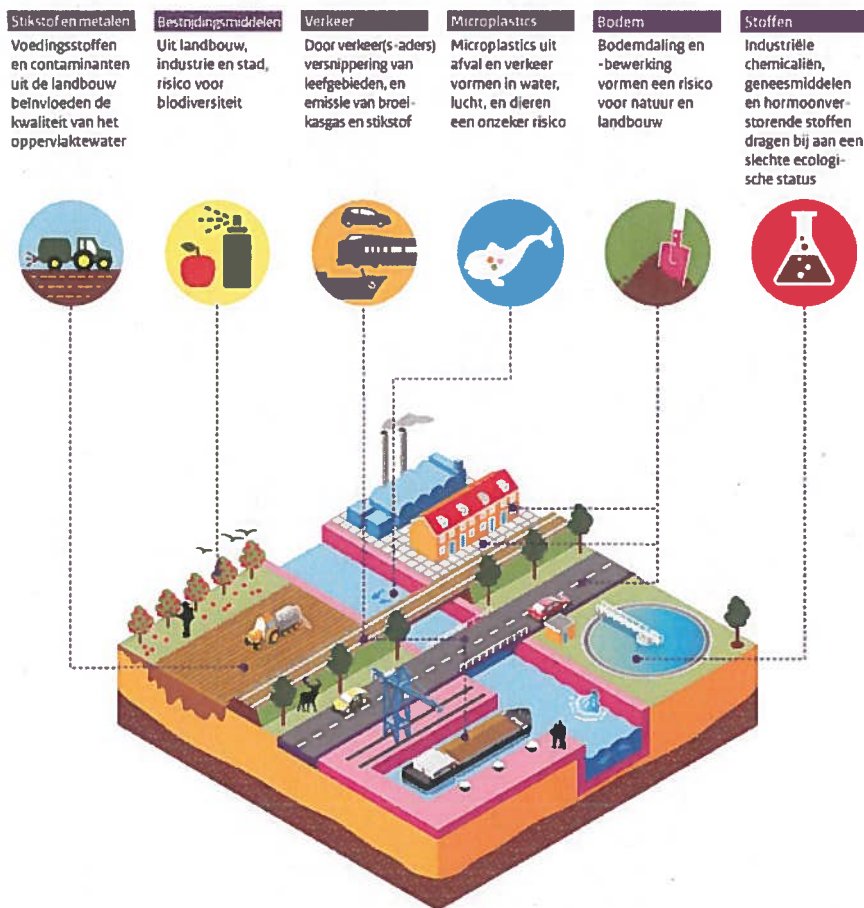 Stikstof en metalen
Voedingsstoffen
en contaminanten
uit de landbouw
beïnvloeden de
kwaliteit van het
oppervlaktewater
Bestrijdingsmiddelen
Uit landbouw,
industrie en stad,
risico voor
biodiversiteit
Verkeer
Door verkeer(s-aders)
versnippering van
leefgebieden, en
emissie van broei-
kasgas en stikstof
Microplastics
Microplastics uit
afval en verkeer
vormen in water,
lucht, en dieren
een onzeker risico
Bodem
Bodemdaling en
-bewerking
vormen een risico
voor natuur en
landbouw
Stoffen
Industriële
chemicaliën,
geneesmiddelen
en hormoonver-
storende stoffen
dragen bij aan een
slechte ecologi-
sche status